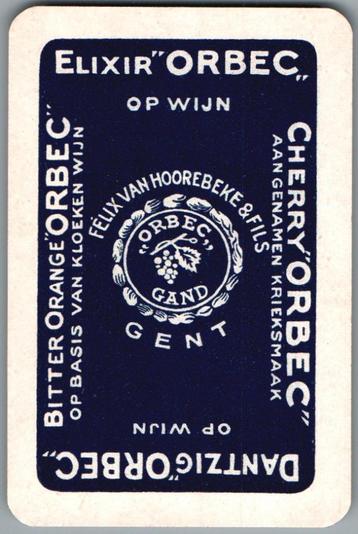 ELIXIR "ORBEC"
OP WIJN
CHERRY "ORBEC"
AANGENAMEN KRIEKSMAAK
FÉLIX VAN HOOREBEKE & FILS
"ORBEC"
GAND
GENT
BITTER ORANGE "ORBEC"
OP BASIS VAN KLOEKEN WIJN
DANTZIG "ORBEC"
OP WIJN